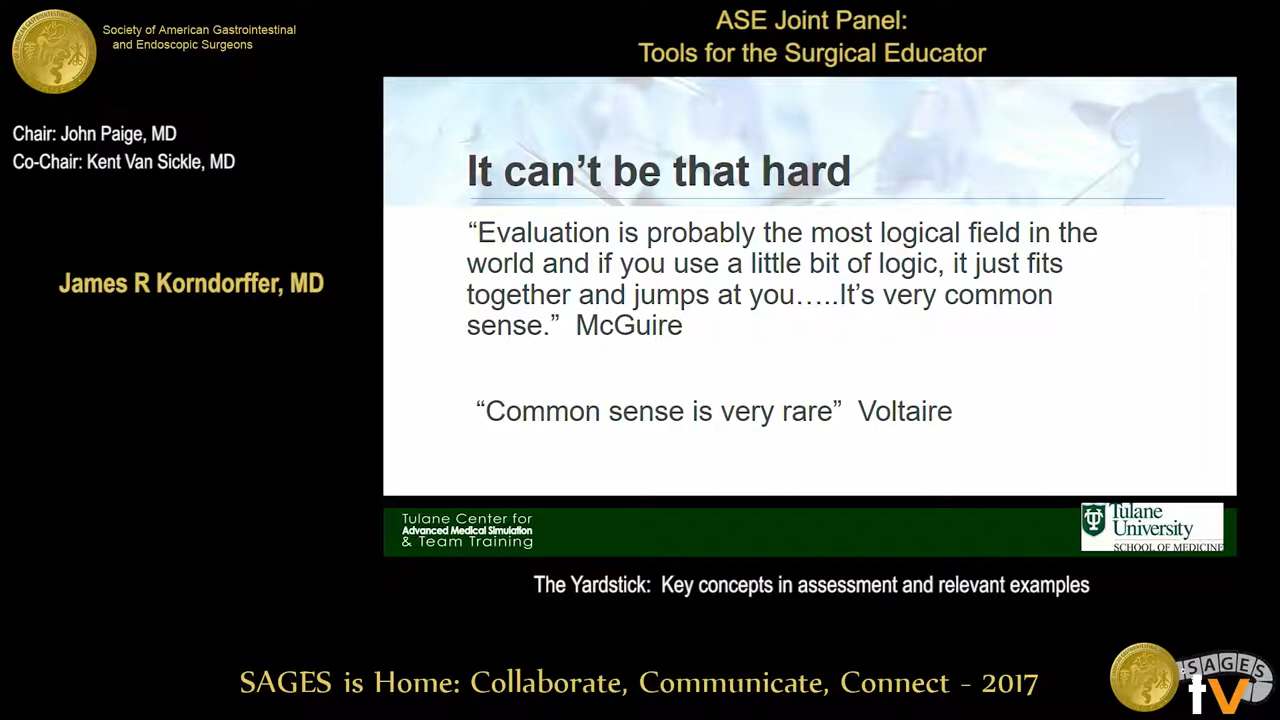 Society of American Gastrointestinal
and Endoscopic Surgeons
Chair: John Paige, MD
Co-Chair: Kent Van Sickle, MD
James R Korndorffer, MD
ASE Joint Panel:
Tools for the Surgical Educator
It can’t be that hard
“Evaluation is probably the most logical field in the
world and if you use a little bit of logic, it just fits
together and jumps at you…..It’s very common
sense.” McGuire
“Common sense is very rare” Voltaire
Tulane Center for
Advanced Medical Simulation
& Team Training
Tulane
University
SCHOOL OF MEDICINE
The Yardstick: Key concepts in assessment and relevant examples
SAGES is Home: Collaborate, Communicate, Connect - 2017
SAGES
tv